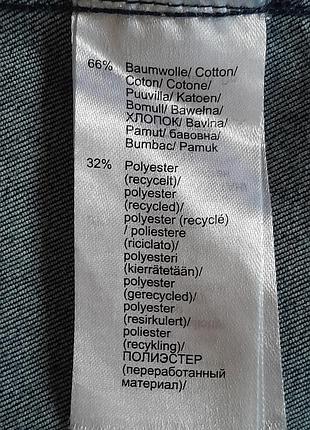 66% Baumwolle/ Cotton/
Coton/ Cotone/
Puuvilla/ Katoen/
Bomull/ Bawełna/
ХЛОПОК/ Bavlna/
Pamut/ бавовна/
Bumbac/ Pamuk
32% Polyester
(recycelt)/
polyester
(recycled)/
polyester (recyclé)
/ poliestere
(riciclato)/
polyesteri
(kierrätetään)/
polyester
(gerecycled)/
polyester
(resirkulert)/
poliester
(recykling)/
ПОЛИЭСТЕР
(переработанный
материал)/